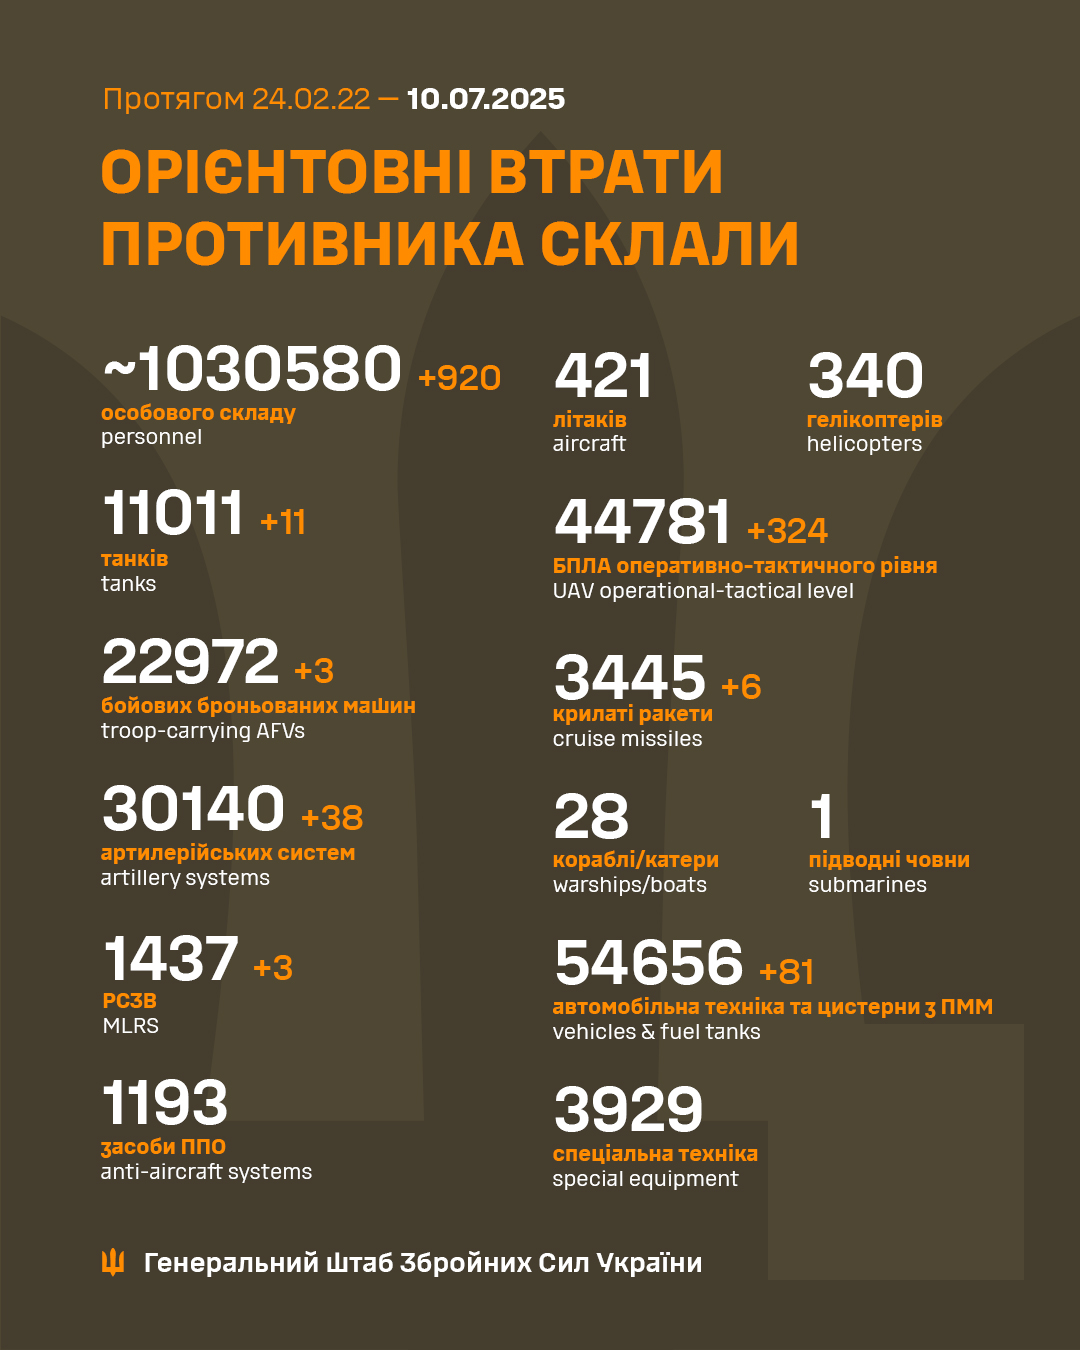 Протягом 24.02.22 — 10.07.2025
ОРІЄНТОВНІ ВТРАТИ
ПРОТИВНИКА СКЛАЛИ
~1030580 +920
особового складу
personnel
421
літаків
aircraft
340
гелікоптерів
helicopters
11011 +11
танків
tanks
44781 +324
БПЛА оперативно-тактичного рівня
UAV operational-tactical level
22972 +3
бойових броньованих машин
troop-carrying AFVs
3445 +6
крилаті ракети
cruise missiles
30140 +38
артилерійських систем
artillery systems
28
кораблі/катери
warships/boats
1
підводні човни
submarines
1437 +3
РСЗВ
MLRS
54656 +81
автомобільна техніка та цистерни з ПММ
vehicles & fuel tanks
1193
засоби ППО
anti-aircraft systems
3929
спеціальна техніка
special equipment
Генеральний Штаб Збройних Сил України